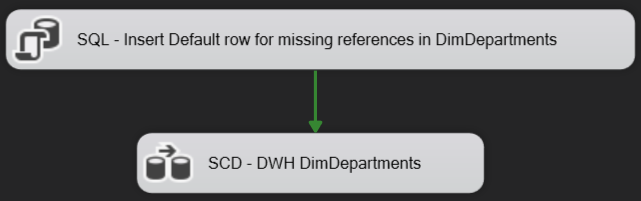 SQL - Insert Default row for missing references in DimDepartments
SCD - DWH DimDepartments